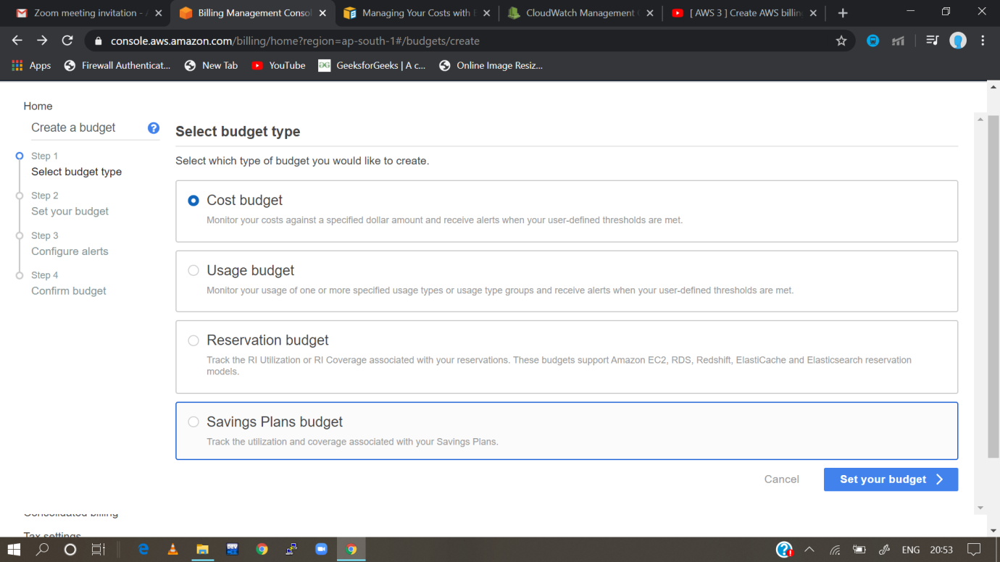 Zoom meeting invitation - A
Billing Management Consol
Managing Your Costs with B
CloudWatch Management C
[ AWS 3 ] Create AWS billing
console.aws.amazon.com/billing/home?region=ap-south-1#/budgets/create
Apps
Firewall Authenticat...
New Tab
YouTube
GeeksforGeeks | A c...
Online Image Resiz...
Home
Create a budget
?
Step 1
Select budget type
Step 2
Set your budget
Step 3
Configure alerts
Step 4
Confirm budget
Select budget type
Select which type of budget you would like to create.
Cost budget
Monitor your costs against a specified dollar amount and receive alerts when your user-defined thresholds are met.
Usage budget
Monitor your usage of one or more specified usage types or usage type groups and receive alerts when your user-defined thresholds are met.
Reservation budget
Track the RI Utilization or RI Coverage associated with your reservations. These budgets support Amazon EC2, RDS, Redshift, ElastiCache and Elasticsearch reservation
models.
Savings Plans budget
Track the utilization and coverage associated with your Savings Plans.
Cancel
Set your budget
Consolidated billing
Tax settings
DEV
ENG
20:53